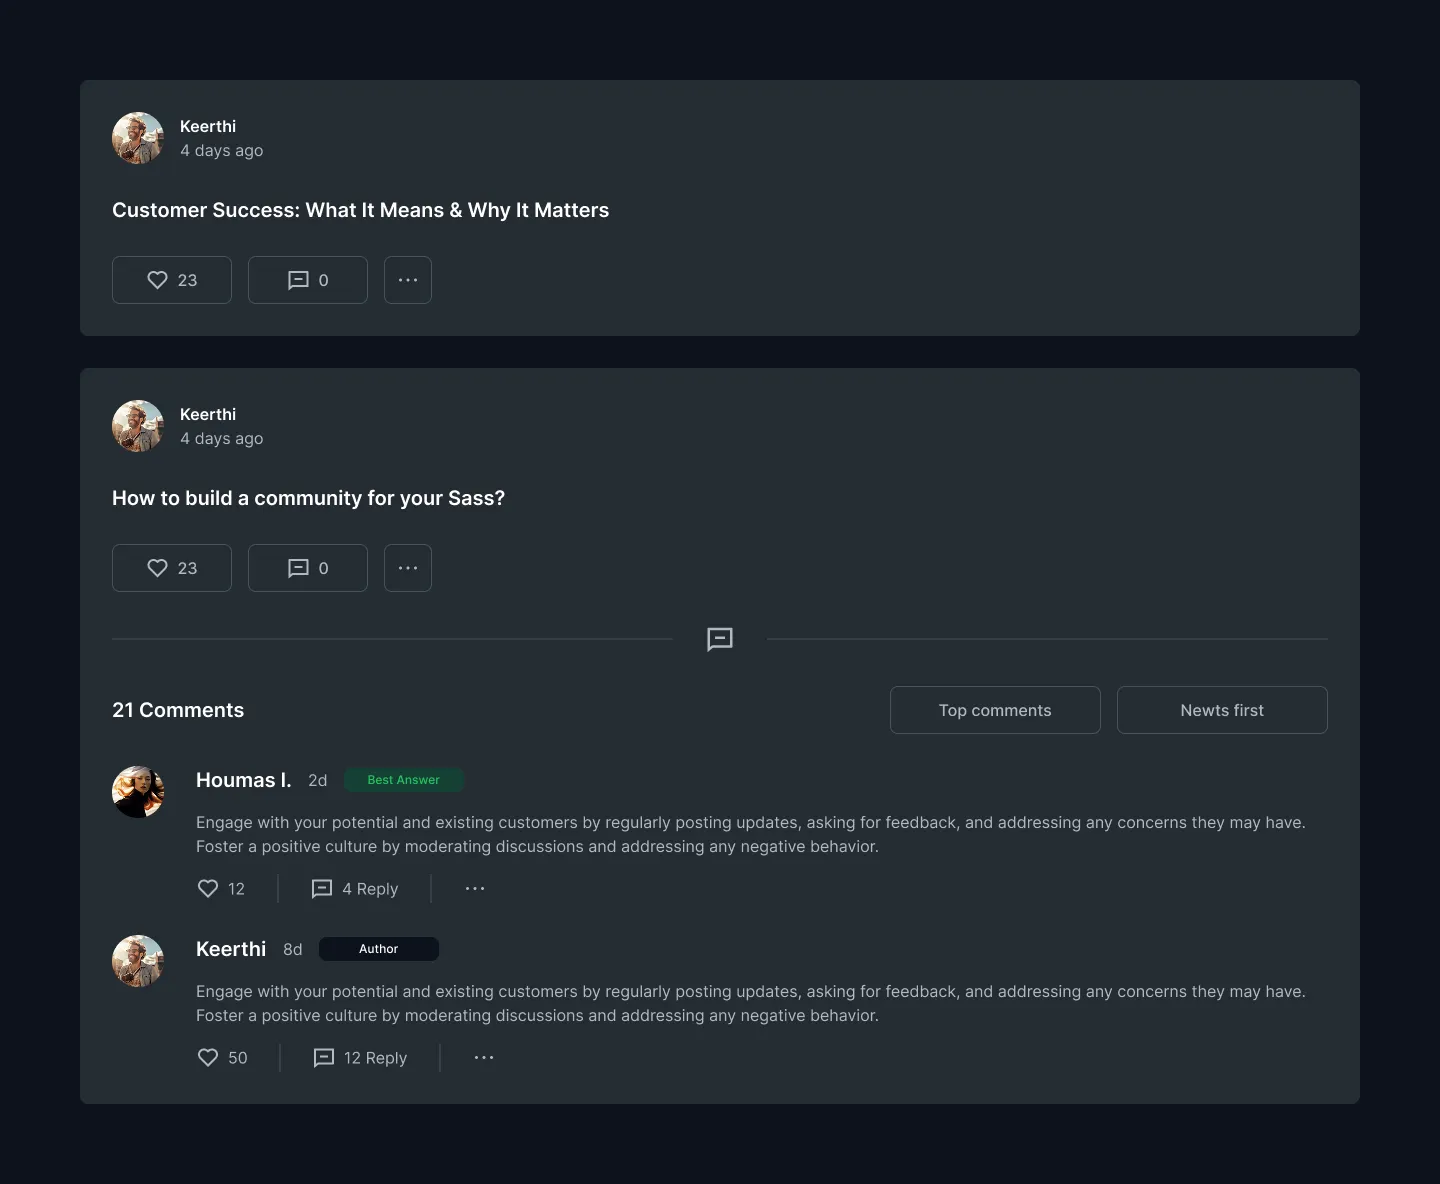 Keerthi
4 days ago
Customer Success: What It Means & Why It Matters
23
0
Keerthi
4 days ago
How to build a community for your Sass?
23
0
21 Comments
Top comments
Newts first
Houmas I. 2d Best Answer
Engage with your potential and existing customers by regularly posting updates, asking for feedback, and addressing any concerns they may have.
Foster a positive culture by moderating discussions and addressing any negative behavior.
12
4 Reply
Keerthi 8d Author
Engage with your potential and existing customers by regularly posting updates, asking for feedback, and addressing any concerns they may have.
Foster a positive culture by moderating discussions and addressing any negative behavior.
50
12 Reply